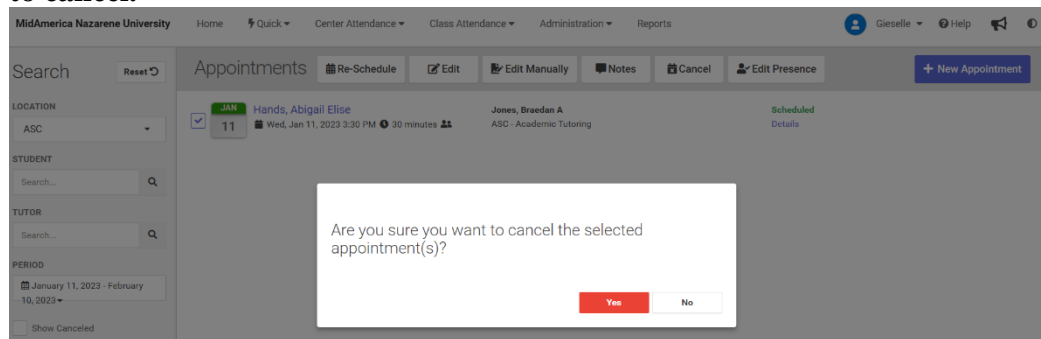 to cancel.
MidAmerica Nazarene University Home Quick Center Attendance Class Attendance Administration Reports Gieselle Help
Search Reset Appointments Re-Schedule Edit Edit Manually Notes Cancel Edit Presence + New Appointment
LOCATION
ASC
JAN
11
Hands, Abigail Elise
Wed, Jan 11, 2023 3:30 PM 30 minutes
Jones, Braedan A
ASC - Academic Tutoring
Scheduled
Details
STUDENT
Search...
TUTOR
Search...
PERIOD
January 11, 2023 - February
10, 2023
Show Canceled
Are you sure you want to cancel the selected
appointment(s)?
Yes No